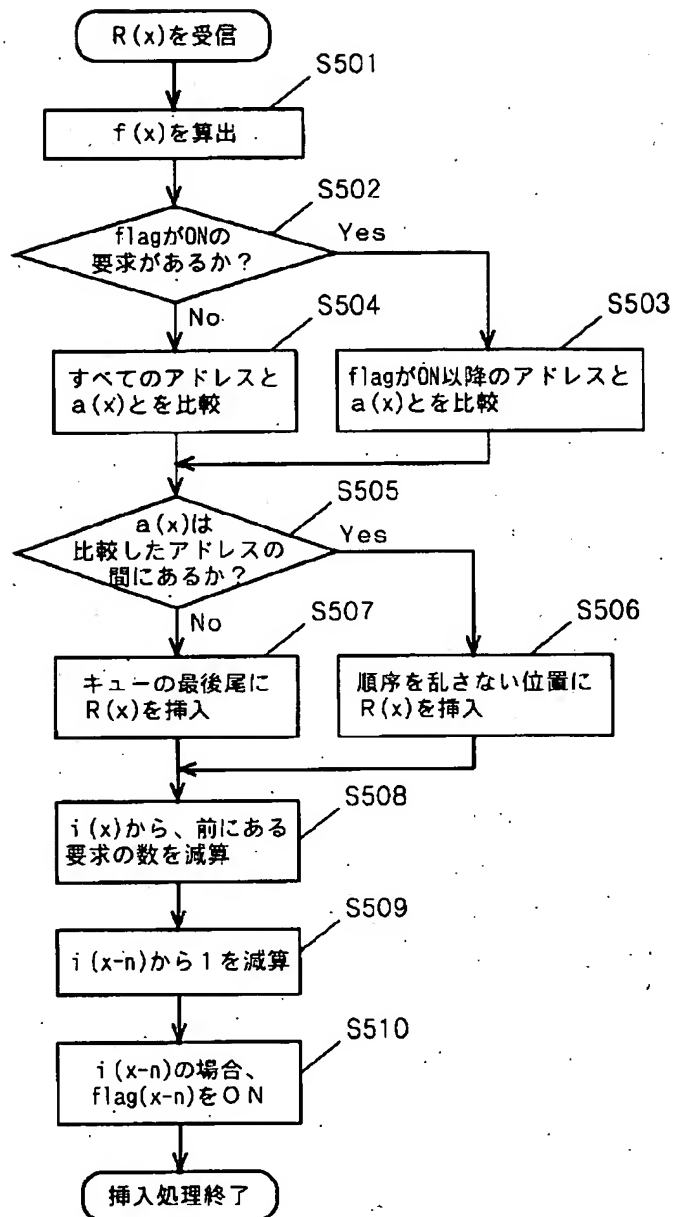 R(x)を受信
S501
f(x)を算出
S502
flagがONの
要求があるか?
Yes
No
S504
S503
すべてのアドレスと
a(x)とを比較
flagがON以降のアドレスと
a(x)とを比較
S505
a(x)は
比較したアドレスの
間にあるか?
Yes
No
S507
S506
キューの最後尾に
R(x)を挿入
順序を乱さない位置に
R(x)を挿入
S508
i(x)から、前にある
要求の数を減算
S509
i(x-n)から1を減算
S510
i(x-n)の場合、
flag(x-n)をON
挿入処理終了